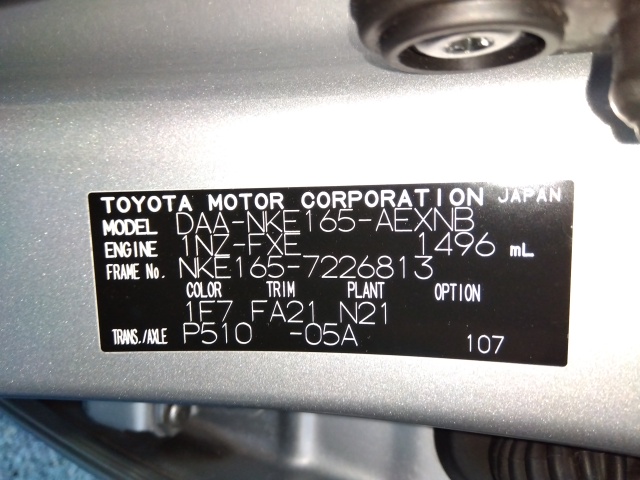 TOYOTA MOTOR CORPORATION JAPAN
MODEL DAA-NKE165-AEXNB
ENGINE 1NZ-FXE 1496 mL
FRAME No. NKE165-7226813
COLOR TRIM PLANT OPTION
1F7 FA21 N21
TRANS./AXLE P510 -05A 107